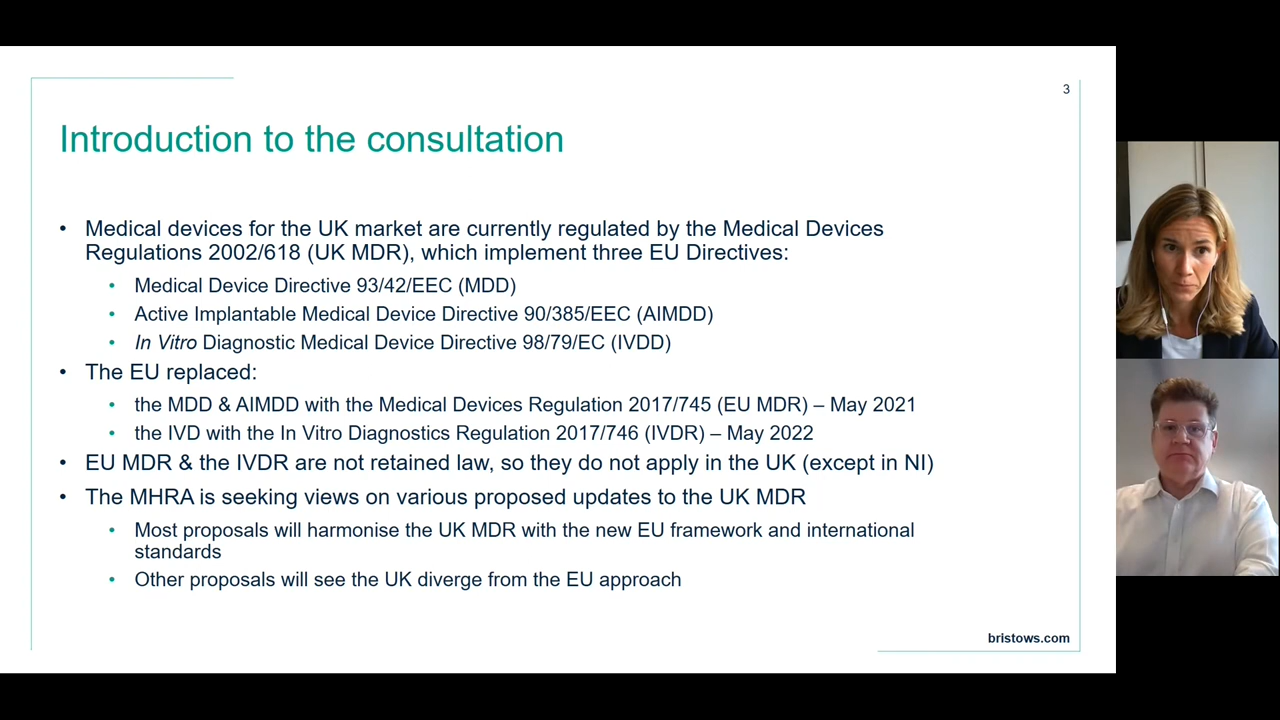 3
Introduction to the consultation
• Medical devices for the UK market are currently regulated by the Medical Devices
Regulations 2002/618 (UK MDR), which implement three EU Directives:
• Medical Device Directive 93/42/EEC (MDD)
• Active Implantable Medical Device Directive 90/385/EEC (AIMDD)
• In Vitro Diagnostic Medical Device Directive 98/79/EC (IVDD)
• The EU replaced:
• the MDD & AIMDD with the Medical Devices Regulation 2017/745 (EU MDR) – May 2021
• the IVD with the In Vitro Diagnostics Regulation 2017/746 (IVDR) – May 2022
• EU MDR & the IVDR are not retained law, so they do not apply in the UK (except in NI)
• The MHRA is seeking views on various proposed updates to the UK MDR
• Most proposals will harmonise the UK MDR with the new EU framework and international
standards
• Other proposals will see the UK diverge from the EU approach
bristows.com